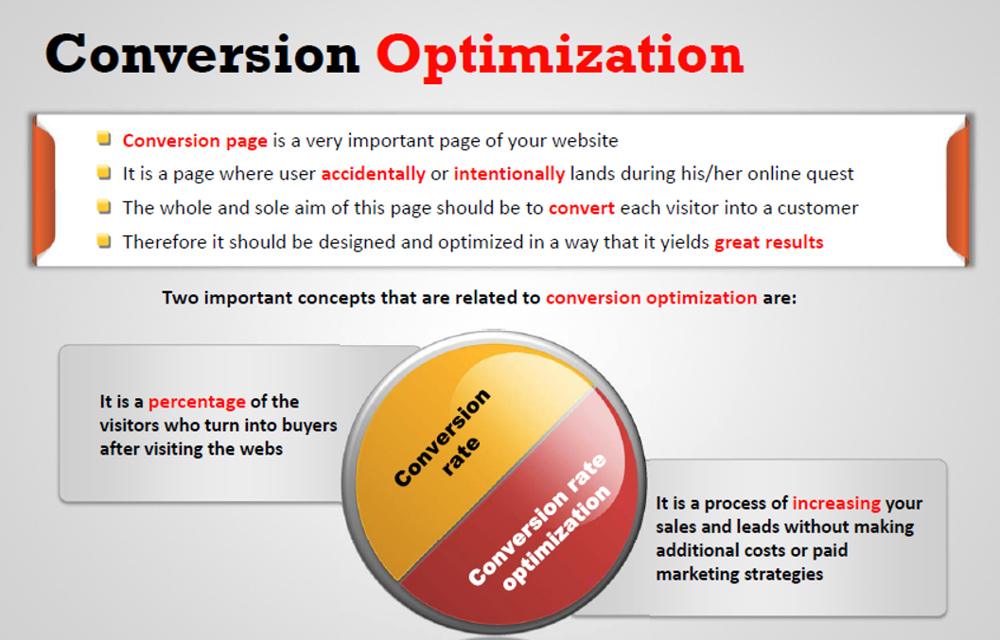 Conversion Optimization
Conversion page is a very important page of your website
It is a page where user accidentally or intentionally lands during his/her online quest
The whole and sole aim of this page should be to convert each visitor into a customer
Therefore it should be designed and optimized in a way that it yields great results
Two important concepts that are related to conversion optimization are:
It is a percentage of the
visitors who turn into buyers
after visiting the webs
Conversion
rate
Conversion rate
optimization
It is a process of increasing your
sales and leads without making
additional costs or paid
marketing strategies